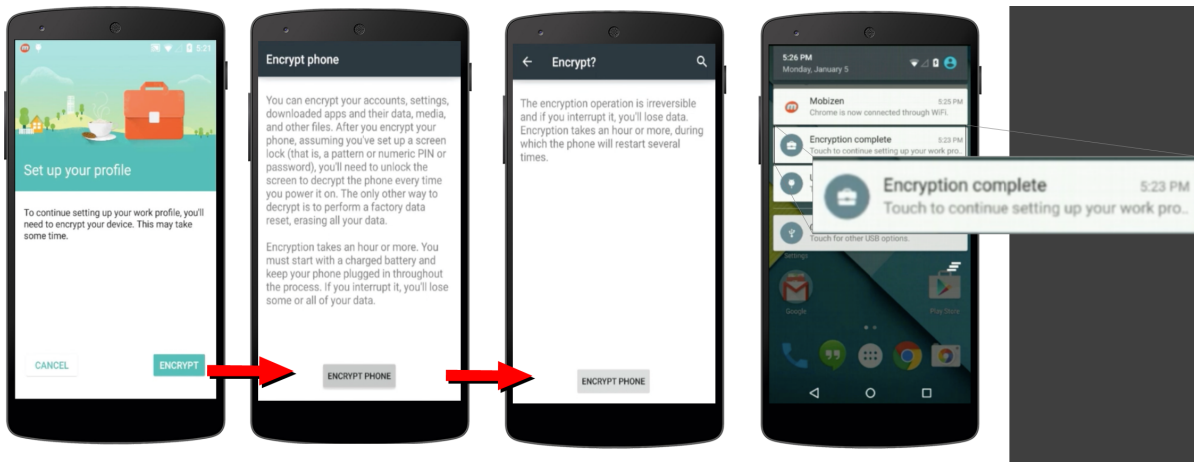 5:21
Set up your profile
To continue setting up your work profile, you'll
need to encrypt your device. This may take
some time.
CANCEL
ENCRYPT
Encrypt phone
You can encrypt your accounts, settings,
downloaded apps and their data, media,
and other files. After you encrypt your
phone, assuming you've set up a screen
lock (that is, a pattern or numeric PIN or
password), you'll need to unlock the
screen to decrypt the phone every time
you power it on. The only other way to
decrypt is to perform a factory data
reset, erasing all your data.
Encryption takes an hour or more. You
must start with a charged battery and
keep your phone plugged in throughout
the process. If you interrupt it, you'll lose
some or all of your data.
ENCRYPT PHONE
Encrypt?
The encryption operation is irreversible
and if you interrupt it, you'll lose data.
Encryption takes an hour or more, during
which the phone will restart several
times.
ENCRYPT PHONE
5:26 PM
Monday, January 5
Mobizen 5:25 PM
Chrome is now connected through WiFi.
Encryption complete 5:23 PM
Touch to continue setting up your work pro..
Encryption complete 5:23 PM
Touch to continue setting up your work pro..
Touch for other USB options.
Settings
Google
Play Store